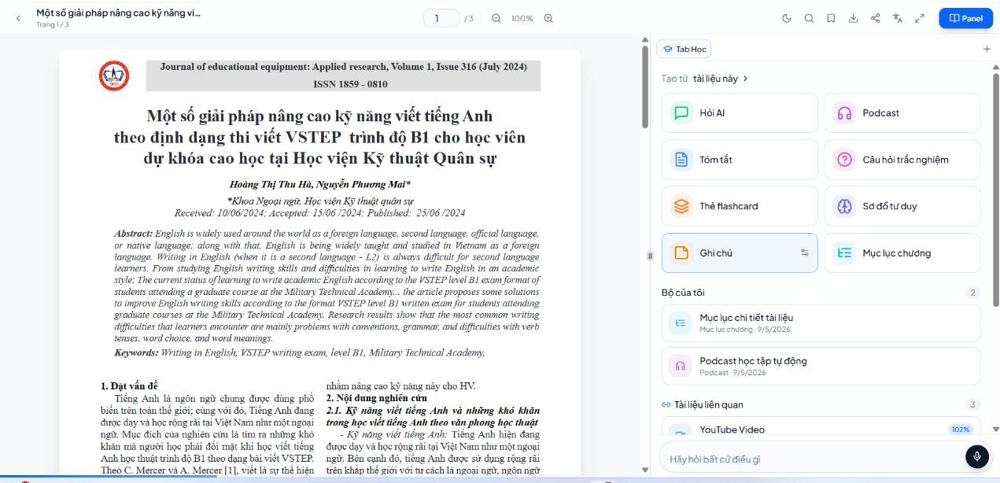 Một số giải pháp nâng cao kỹ năng vi...
Trang 1 / 3
1 / 3
100%
Panel
Journal of educational equipment: Applied research, Volume 1, Issue 316 (July 2024)
ISSN 1859 - 0810
Một số giải pháp nâng cao kỹ năng viết tiếng Anh
theo định dạng thi viết VSTEP trình độ B1 cho học viên
dự khóa cao học tại Học viện Kỹ thuật Quân sự
Hoàng Thị Thu Hà, Nguyễn Phương Mai*
*Khoa Ngoại ngữ, Học viện Kỹ thuật quân sự
Received: 10/06/2024; Accepted: 15/06 /2024; Published: 25/06 /2024
Abstract: English is widely used around the world as a foreign language, second language, official language,
or native language; along with that, English is being widely taught and studied in Vietnam as a foreign
language. Writing in English (when it is a second language - L2) is always difficult for second language
learners. From studying English writing skills and difficulties in learning to write English in an academic
style; The current status of learning to write academic English according to the VSTEP level B1 exam format of
students attending a graduate course at the Military Technical Academy... the article proposes some solutions
to improve English writing skills according to the format VSTEP level B1 written exam for students attending
graduate courses at the Military Technical Academy. Research results show that the most common writing
difficulties that learners encounter are mainly problems with conventions, grammar, and difficulties with verb
tenses, word choice, and word meanings.
Keywords: Writing in English, VSTEP writing exam, level B1, Military Technical Academy,
1. Đặt vấn đề
Tiếng Anh là ngôn ngữ chung được dùng phổ
biến trên toàn thế giới; cùng với đó, Tiếng Anh đang
được dạy và học rộng rãi tại Việt Nam như một ngoại
ngữ. Mục đích của nghiên cứu là tìm ra những khó
khăn mà người học phải đối mặt khi học viết tiếng
Anh học thuật trình độ B1 theo dạng bài viết VSTEP.
Theo C. Mercer và A. Mercer [1], viết là sự thể hiện
nhằm nâng cao kỹ năng này cho HV.
2. Nội dung nghiên cứu
2.1. Kỹ năng viết tiếng Anh và những khó khăn
trong học viết tiếng Anh theo văn phong học thuật
- Kỹ năng viết tiếng Anh: Tiếng Anh hiện đang
được dạy và học rộng rãi tại Việt Nam như một ngoại
ngữ. Bên cạnh đó, tiếng Anh được sử dụng rộng rãi
trên khắp thế giới với tư cách là ngoại ngữ, ngôn ngữ
Tab Học
Tạo từ tài liệu này
Hỏi AI
Podcast
Tóm tắt
Câu hỏi trắc nghiệm
Thẻ flashcard
Sơ đồ tư duy
Ghi chú
Mục lục chương
Bộ của tôi 2
Mục lục chi tiết tài liệu
Mục lục chương · 9/5/2026
Podcast học tập tự động
Podcast · 9/5/2026
Tài liệu liên quan 3
YouTube Video 102%
Hãy hỏi bất cứ điều gì